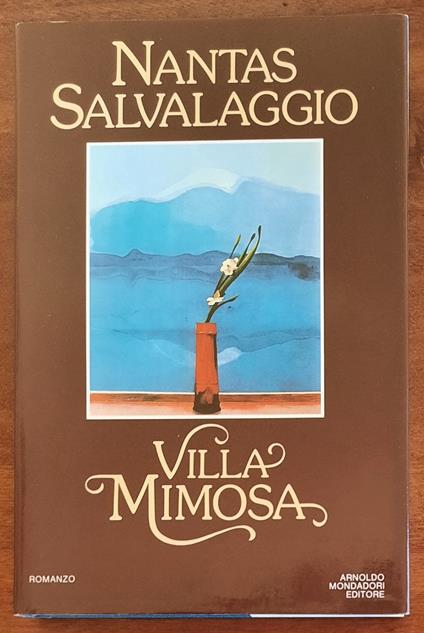 NANTAS
SALVALAGGIO
VILLA
MIMOSA
ROMANZO
ARNOLDO
MONDADORI
EDITORE